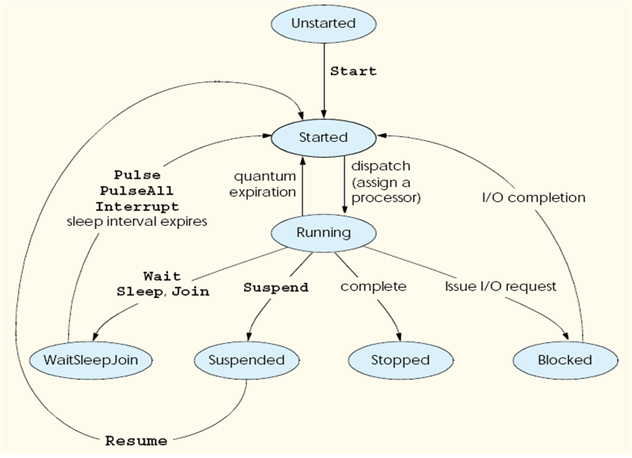 Unstarted
Start
Started
Pulse
PulseAll
Interrupt
sleep interval expires
quantum
expiration
dispatch
(assign a
processor)
I/O completion
Running
Wait
Sleep, Join
Suspend
complete
Issue I/O request
WaitSleepJoin
Suspended
Stopped
Blocked
Resume